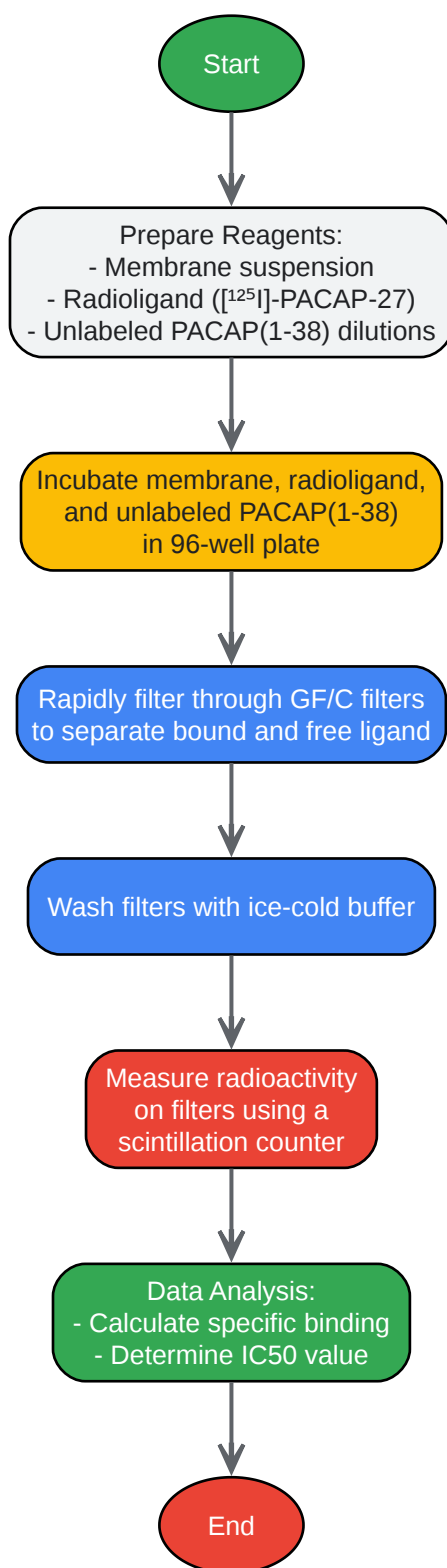 Start
Prepare Reagents:
- Membrane suspension
- Radioligand ([¹²⁵I]-PACAP-27)
- Unlabeled PACAP(1-38) dilutions
Incubate membrane, radioligand,
and unlabeled PACAP(1-38)
in 96-well plate
Rapidly filter through GF/C filters
to separate bound and free ligand
Wash filters with ice-cold buffer
Measure radioactivity
on filters using a
scintillation counter
Data Analysis:
- Calculate specific binding
- Determine IC50 value
End